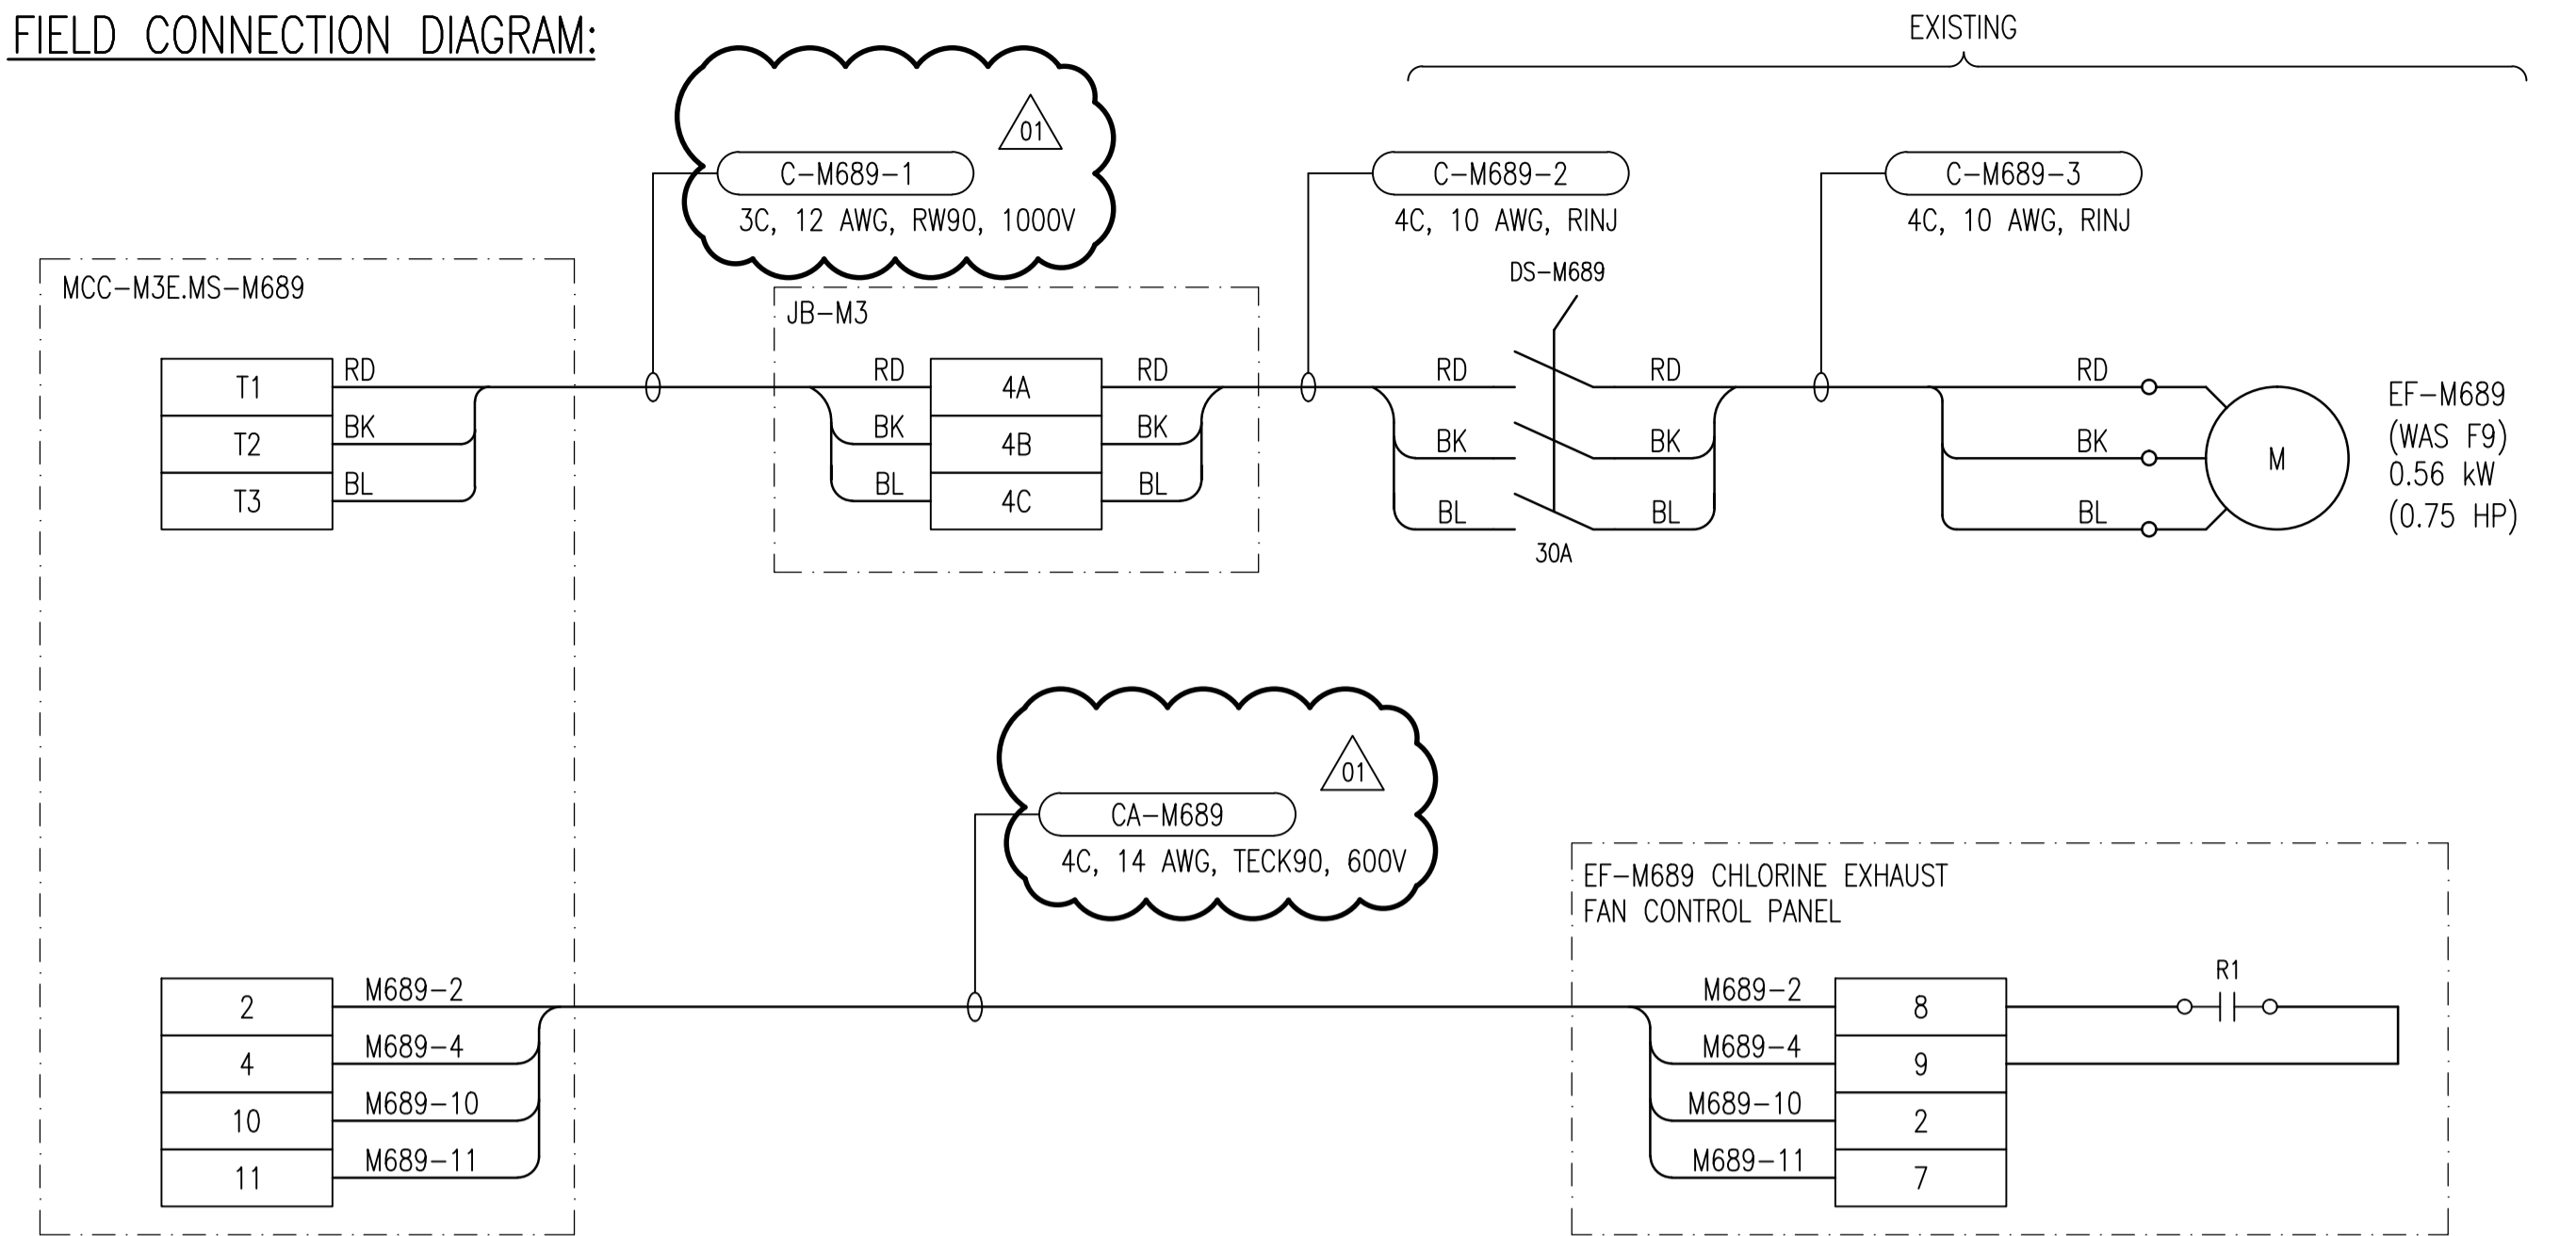 FIELD CONNECTION DIAGRAM:
EXISTING
01
C-M689-1
3C, 12 AWG, RW90, 1000V
C-M689-2
4C, 10 AWG, RINJ
C-M689-3
4C, 10 AWG, RINJ
DS-M689
30A
MCC-M3E.MS-M689
T1
T2
T3
RD
BK
BL
JB-M3
RD
BK
BL
4A
4B
4C
RD
BK
BL
RD
BK
BL
RD
BK
BL
RD
BK
BL
M
EF-M689
(WAS F9)
0.56 kW
(0.75 HP)
01
CA-M689
4C, 14 AWG, TECK90, 600V
2
4
10
11
M689-2
M689-4
M689-10
M689-11
EF-M689 CHLORINE EXHAUST
FAN CONTROL PANEL
M689-2
M689-4
M689-10
M689-11
8
9
2
7
R1